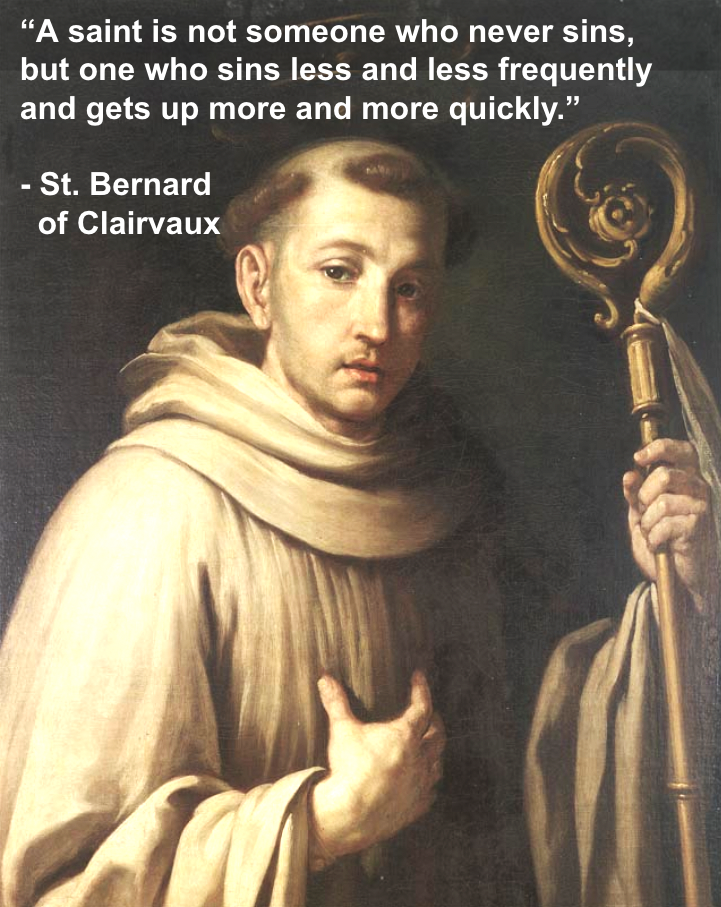 “A saint is not someone who never sins,
but one who sins less and less frequently
and gets up more and more quickly.”
- St. Bernard
of Clairvaux